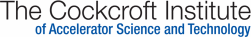 The Cockcroft Institute
of Accelerator Science and Technology